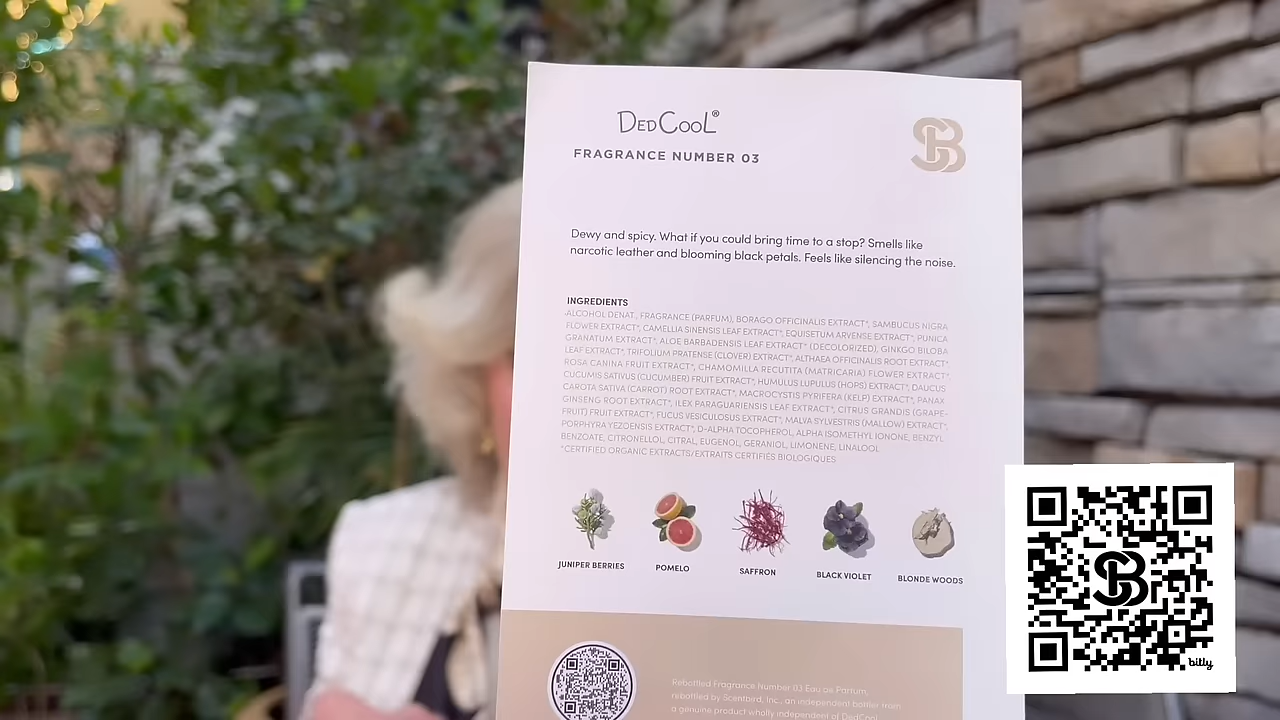 DEDCOOL®
FRAGRANCE NUMBER 03
SB
Dewy and spicy. What if you could bring time to a stop? Smells like
narcotic leather and blooming black petals. Feels like silencing the noise.
INGREDIENTS
ALCOHOL DENAT., FRAGRANCE (PARFUM), BORAGO OFFICINALIS EXTRACT*, SAMBUCUS NIGRA
FLOWER EXTRACT*, CAMELLIA SINENSIS LEAF EXTRACT*, EQUISETUM ARVENSE EXTRACT*, PUNICA
GRANATUM EXTRACT*, ALOE BARBADENSIS LEAF EXTRACT* (DECOLORIZED), GINKGO BILOBA
LEAF EXTRACT*, TRIFOLIUM PRATENSE (CLOVER) EXTRACT*, ALTHAEA OFFICINALIS ROOT EXTRACT*
ROSA CANINA FRUIT EXTRACT*, CHAMOMILLA RECUTITA (MATRICARIA) FLOWER EXTRACT*
CUCUMIS SATIVUS (CUCUMBER) FRUIT EXTRACT*, HUMULUS LUPULUS (HOPS) EXTRACT*, DAUCUS
CAROTA SATIVA (CARROT) ROOT EXTRACT*, MACROCYSTIS PYRIFERA (KELP) EXTRACT*, PANAX
GINSENG ROOT EXTRACT*, ILEX PARAGUARIENSIS LEAF EXTRACT*, CITRUS GRANDIS (GRAPE-
FRUIT) FRUIT EXTRACT*, FUCUS VESICULOSUS EXTRACT*, MALVA SYLVESTRIS (MALLOW) EXTRACT*,
PORPHYRA YEZOENSIS EXTRACT*, D-ALPHA TOCOPHEROL, ALPHA ISOMETHYL IONONE, BENZYL
BENZOATE, CITRONELLOL, CITRAL, EUGENOL, GERANIOL, LIMONENE, LINALOOL
*CERTIFIED ORGANIC EXTRACTS/EXTRAITS CERTIFIÉS BIOLOGIQUES
JUNIPER BERRIES
POMELO
SAFFRON
BLACK VIOLET
BLONDE WOODS
Rebottled Fragrance Number 03 Eau de Parfum,
rebottled by Scentbird, Inc., an independent bottler from
a genuine product wholly independent of DedCool
SB
bitly